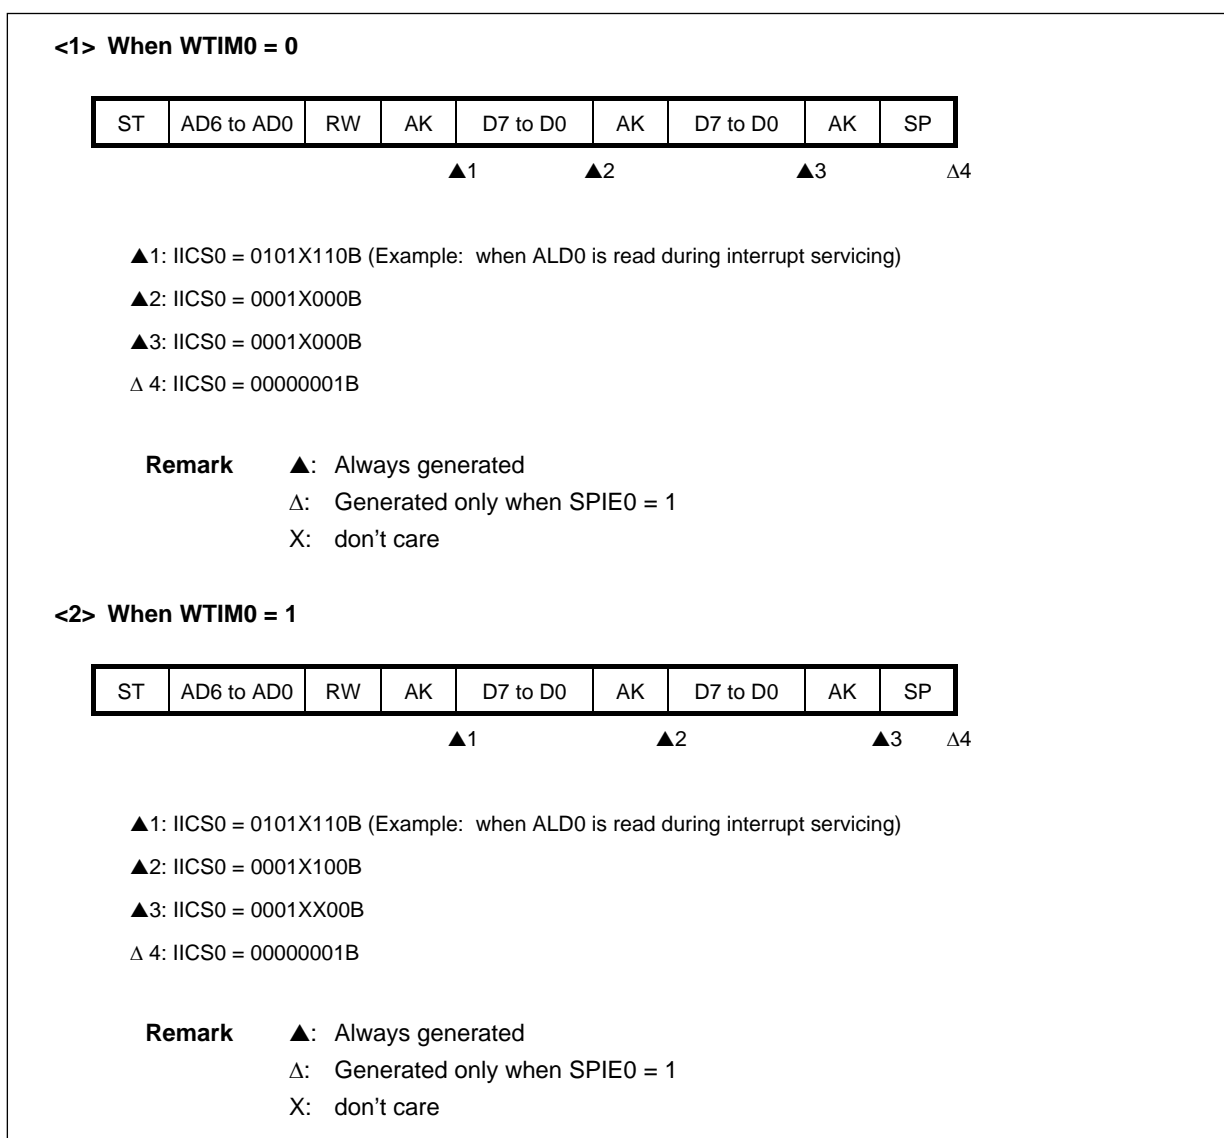 <1> When WTIM0 = 0
ST AD6 to AD0 RW AK D7 to D0 AK D7 to D0 AK SP
▲1 ▲2 ▲3 Δ4
▲1: IICS0 = 0101X110B (Example: when ALD0 is read during interrupt servicing)
▲2: IICS0 = 0001X000B
▲3: IICS0 = 0001X000B
Δ 4: IICS0 = 00000001B
Remark ▲: Always generated
Δ: Generated only when SPIE0 = 1
X: don’t care
<2> When WTIM0 = 1
ST AD6 to AD0 RW AK D7 to D0 AK D7 to D0 AK SP
▲1 ▲2 ▲3 Δ4
▲1: IICS0 = 0101X110B (Example: when ALD0 is read during interrupt servicing)
▲2: IICS0 = 0001X100B
▲3: IICS0 = 0001XX00B
Δ 4: IICS0 = 00000001B
Remark ▲: Always generated
Δ: Generated only when SPIE0 = 1
X: don’t care